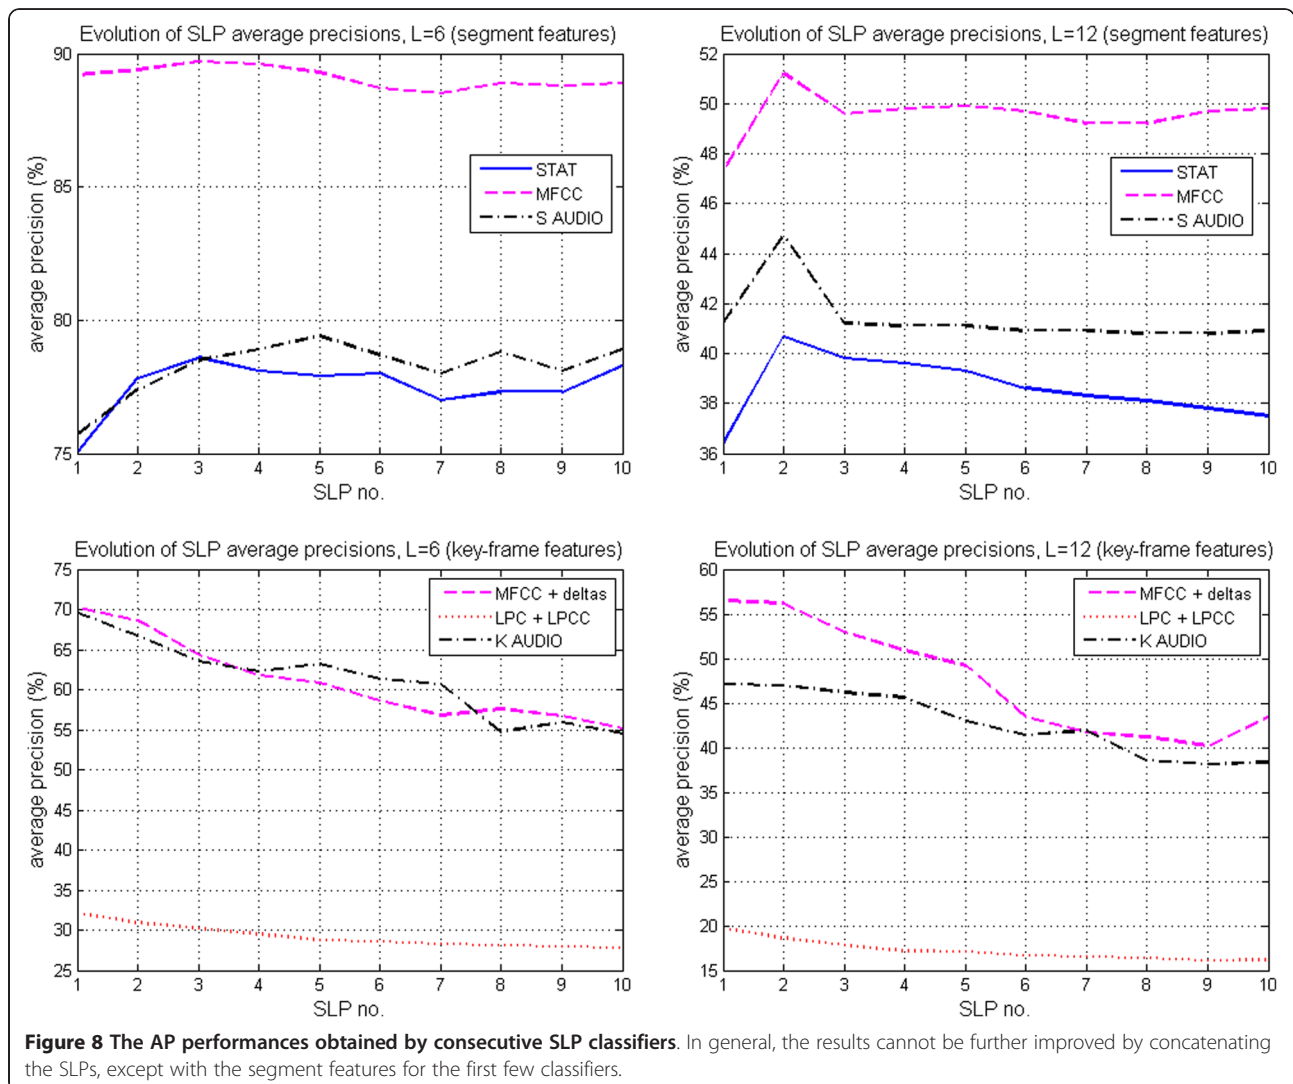 Evolution of SLP average precisions, L=6 (segment features)
90
85
80
75
average precision (%)
STAT
MFCC
S AUDIO
1 2 3 4 5 6 7 8 9 10
SLP no.
Evolution of SLP average precisions, L=12 (segment features)
52
50
48
46
44
42
40
38
36
average precision (%)
STAT
MFCC
S AUDIO
1 2 3 4 5 6 7 8 9 10
SLP no.
Evolution of SLP average precisions, L=6 (key-frame features)
75
70
65
60
55
50
45
40
35
30
25
average precision (%)
MFCC + deltas
LPC + LPCC
K AUDIO
1 2 3 4 5 6 7 8 9 10
SLP no.
Evolution of SLP average precisions, L=12 (key-frame features)
60
55
50
45
40
35
30
25
20
15
average precision (%)
MFCC + deltas
LPC + LPCC
K AUDIO
1 2 3 4 5 6 7 8 9 10
SLP no.
Figure 8 The AP performances obtained by consecutive SLP classifiers. In general, the results cannot be further improved by concatenating
the SLPs, except with the segment features for the first few classifiers.